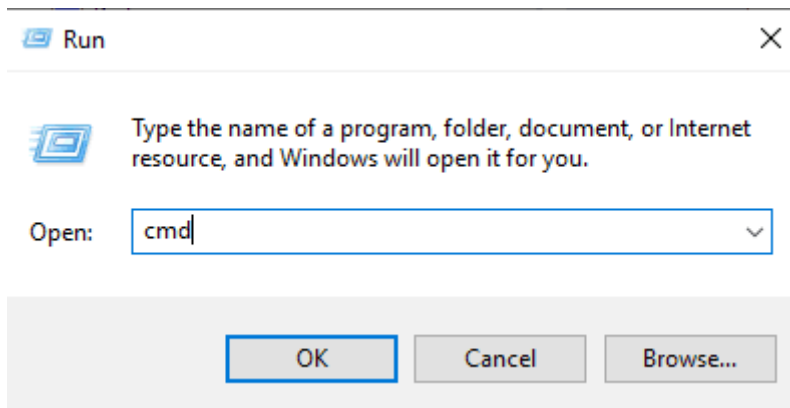 Run
Type the name of a program, folder, document, or Internet
resource, and Windows will open it for you.
Open: cmd
OK Cancel Browse...